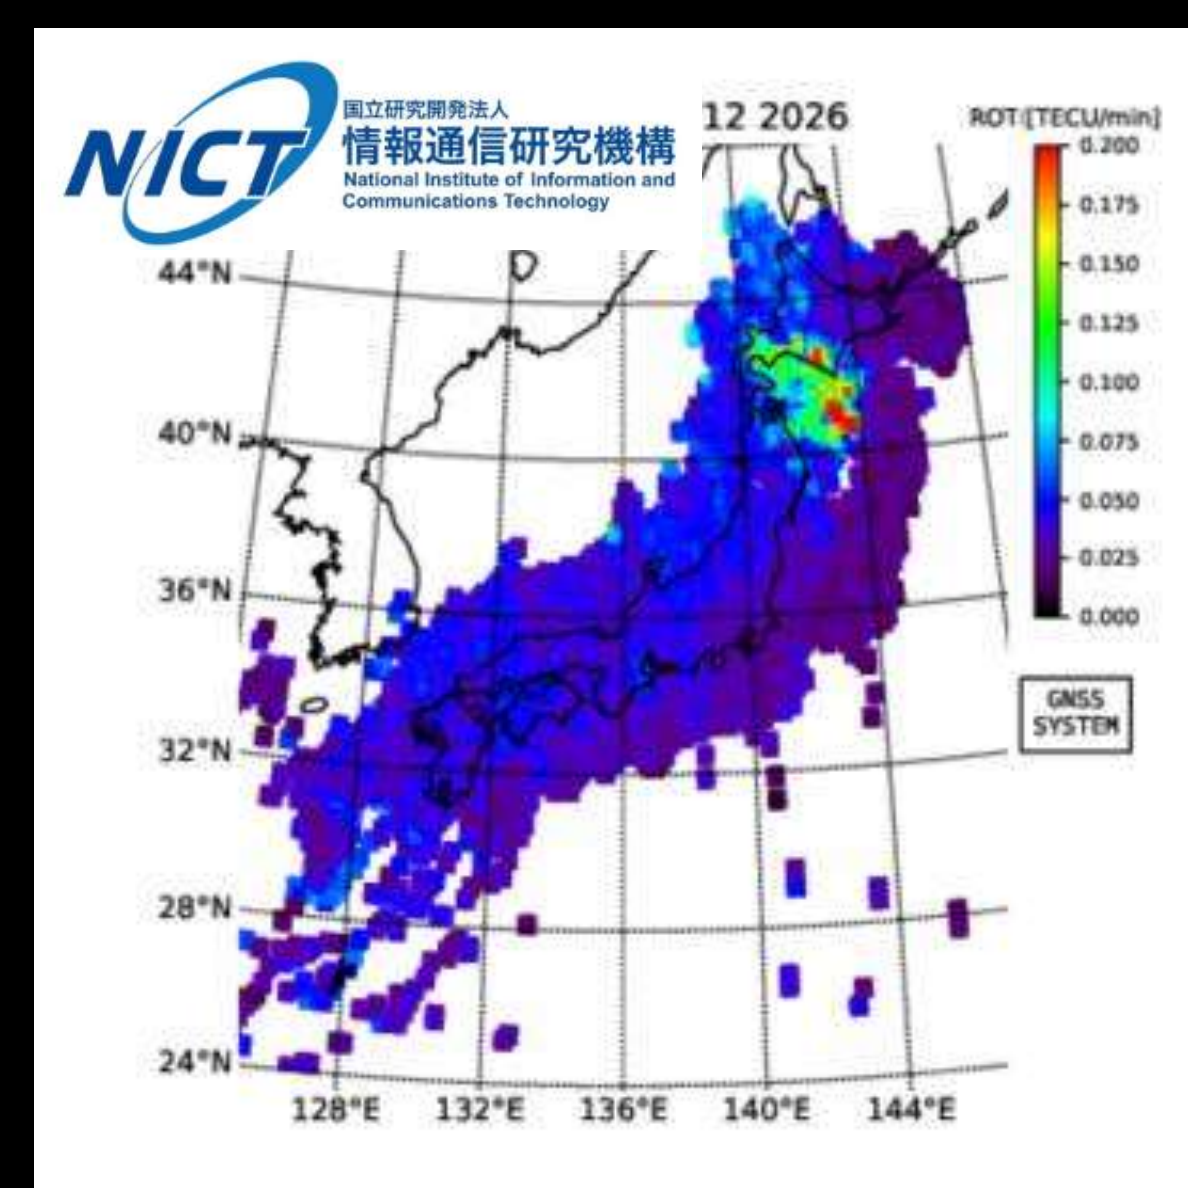 NICT
国立研究開発法人
情報通信研究機構
National Institute of Information and
Communications Technology
12 2026
ROT [TECU/min]
0.200
0.175
0.150
0.125
0.100
0.075
0.050
0.025
0.000
GNSS
SYSTEM
44°N
40°N
36°N
32°N
28°N
24°N
128°E 132°E 136°E 140°E 144°E